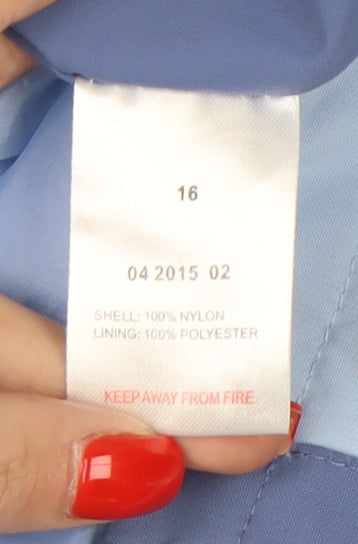 16
04 2015 02
SHELL: 100% NYLON
LINING: 100% POLYESTER
KEEP AWAY FROM FIRE